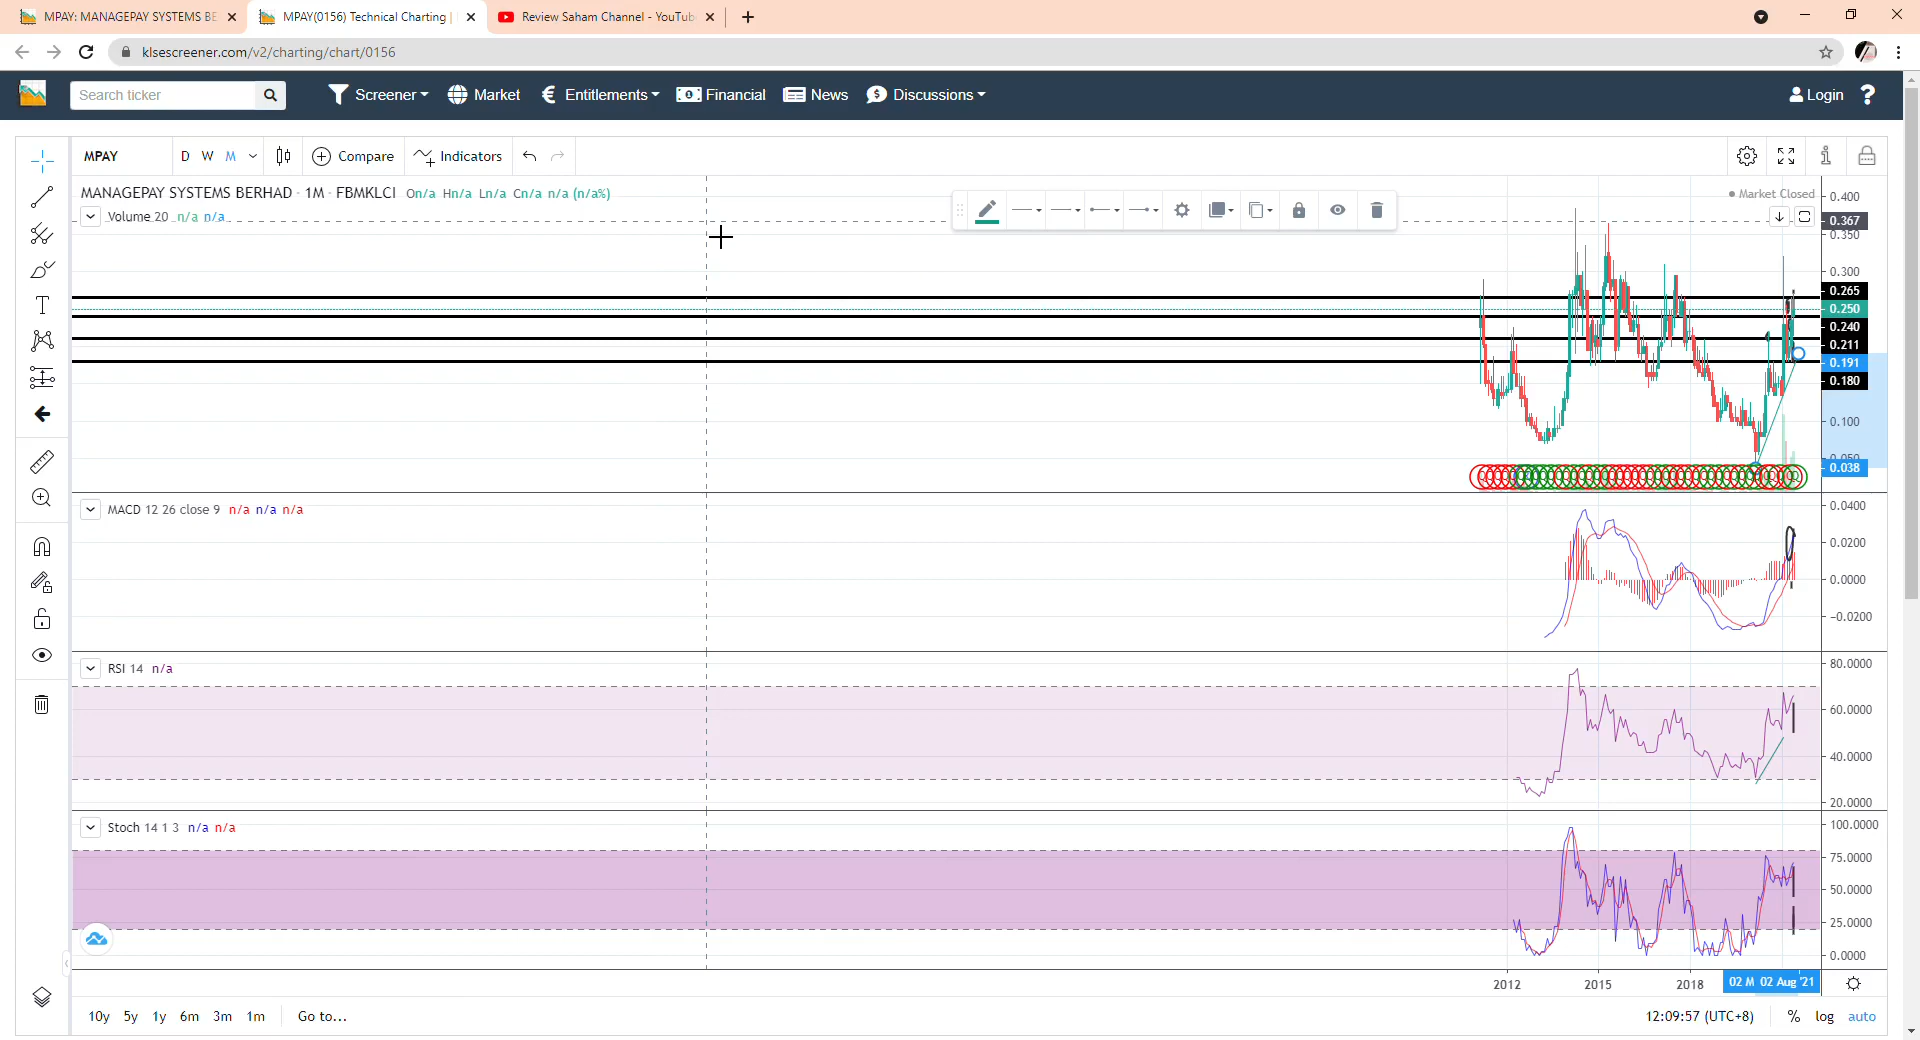 MPAY: MANAGEPAY SYSTEMS BE
MPAY(0156) Technical Charting |
Review Saham Channel - YouTub
klsescreener.com/v2/charting/chart/0156
Search ticker
Screener
Market
Entitlements
Financial
News
Discussions
Login
MPAY
D W M
Compare
Indicators
MANAGEPAY SYSTEMS BERHAD · 1M · FBMKLCI On/a Hn/a Ln/a Cn/a n/a (n/a%)
Market Closed
Volume 20 n/a n/a
0.400
0.367
0.350
0.300
0.265
0.250
0.240
0.211
0.191
0.180
0.100
0.050
0.038
MACD 12 26 close 9 n/a n/a n/a
0.0400
0.0200
0.0000
−0.0200
RSI 14 n/a
80.0000
60.0000
40.0000
20.0000
Stoch 14 1 3 n/a n/a
100.0000
75.0000
50.0000
25.0000
0.0000
2012 2015 2018 02 M 02 Aug '21
10y 5y 1y 6m 3m 1m Go to...
12:09:57 (UTC+8) % log auto